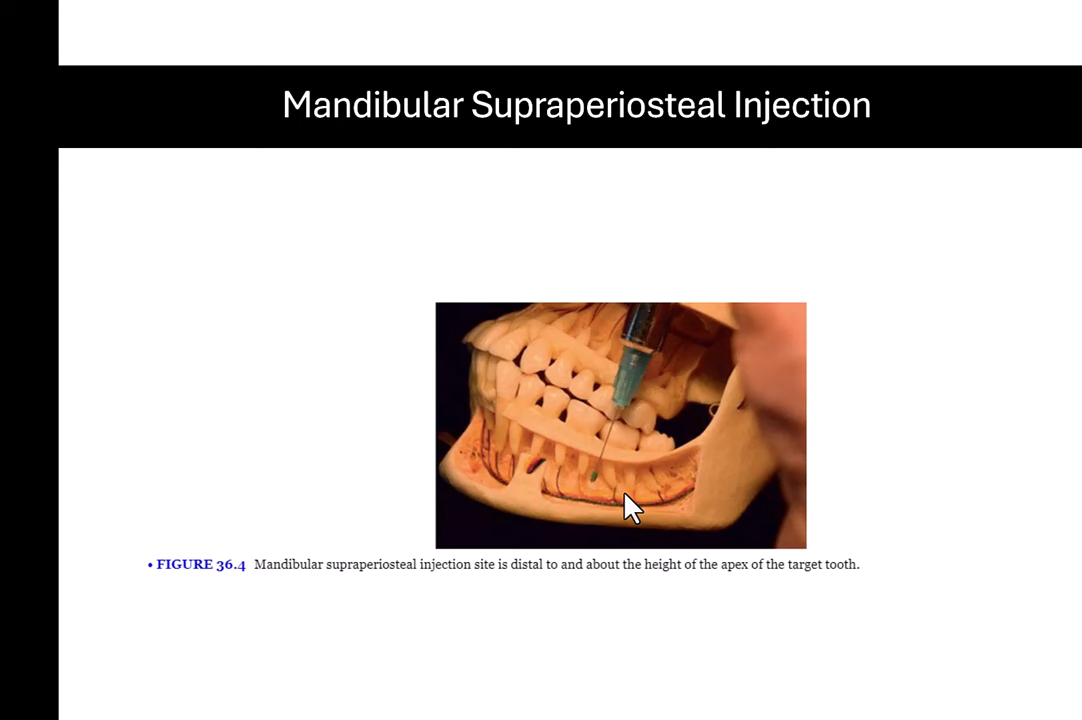 Mandibular Supraperiosteal Injection
• FIGURE 36.4 Mandibular supraperiosteal injection site is distal to and about the height of the apex of the target tooth.